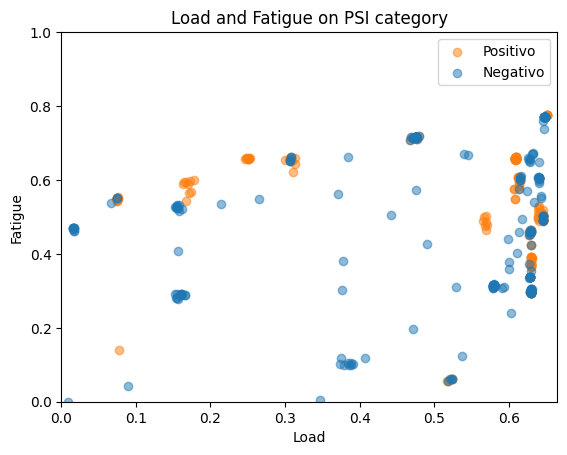 Load and Fatigue on PSI category
Positivo
Negativo
1.0
0.8
0.6
0.4
0.2
0.0
Fatigue
0.0 0.1 0.2 0.3 0.4 0.5 0.6
Load